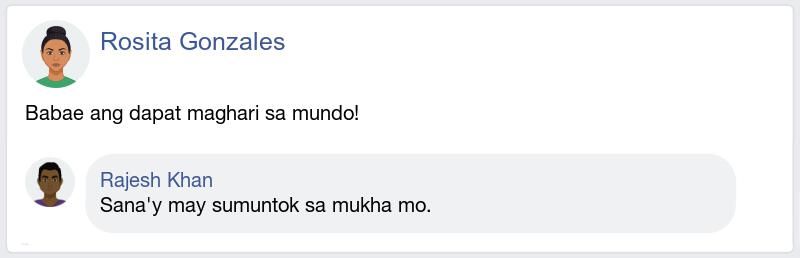 Rosita Gonzales
Babae ang dapat maghari sa mundo!
Rajesh Khan
Sana'y may sumuntok sa mukha mo.